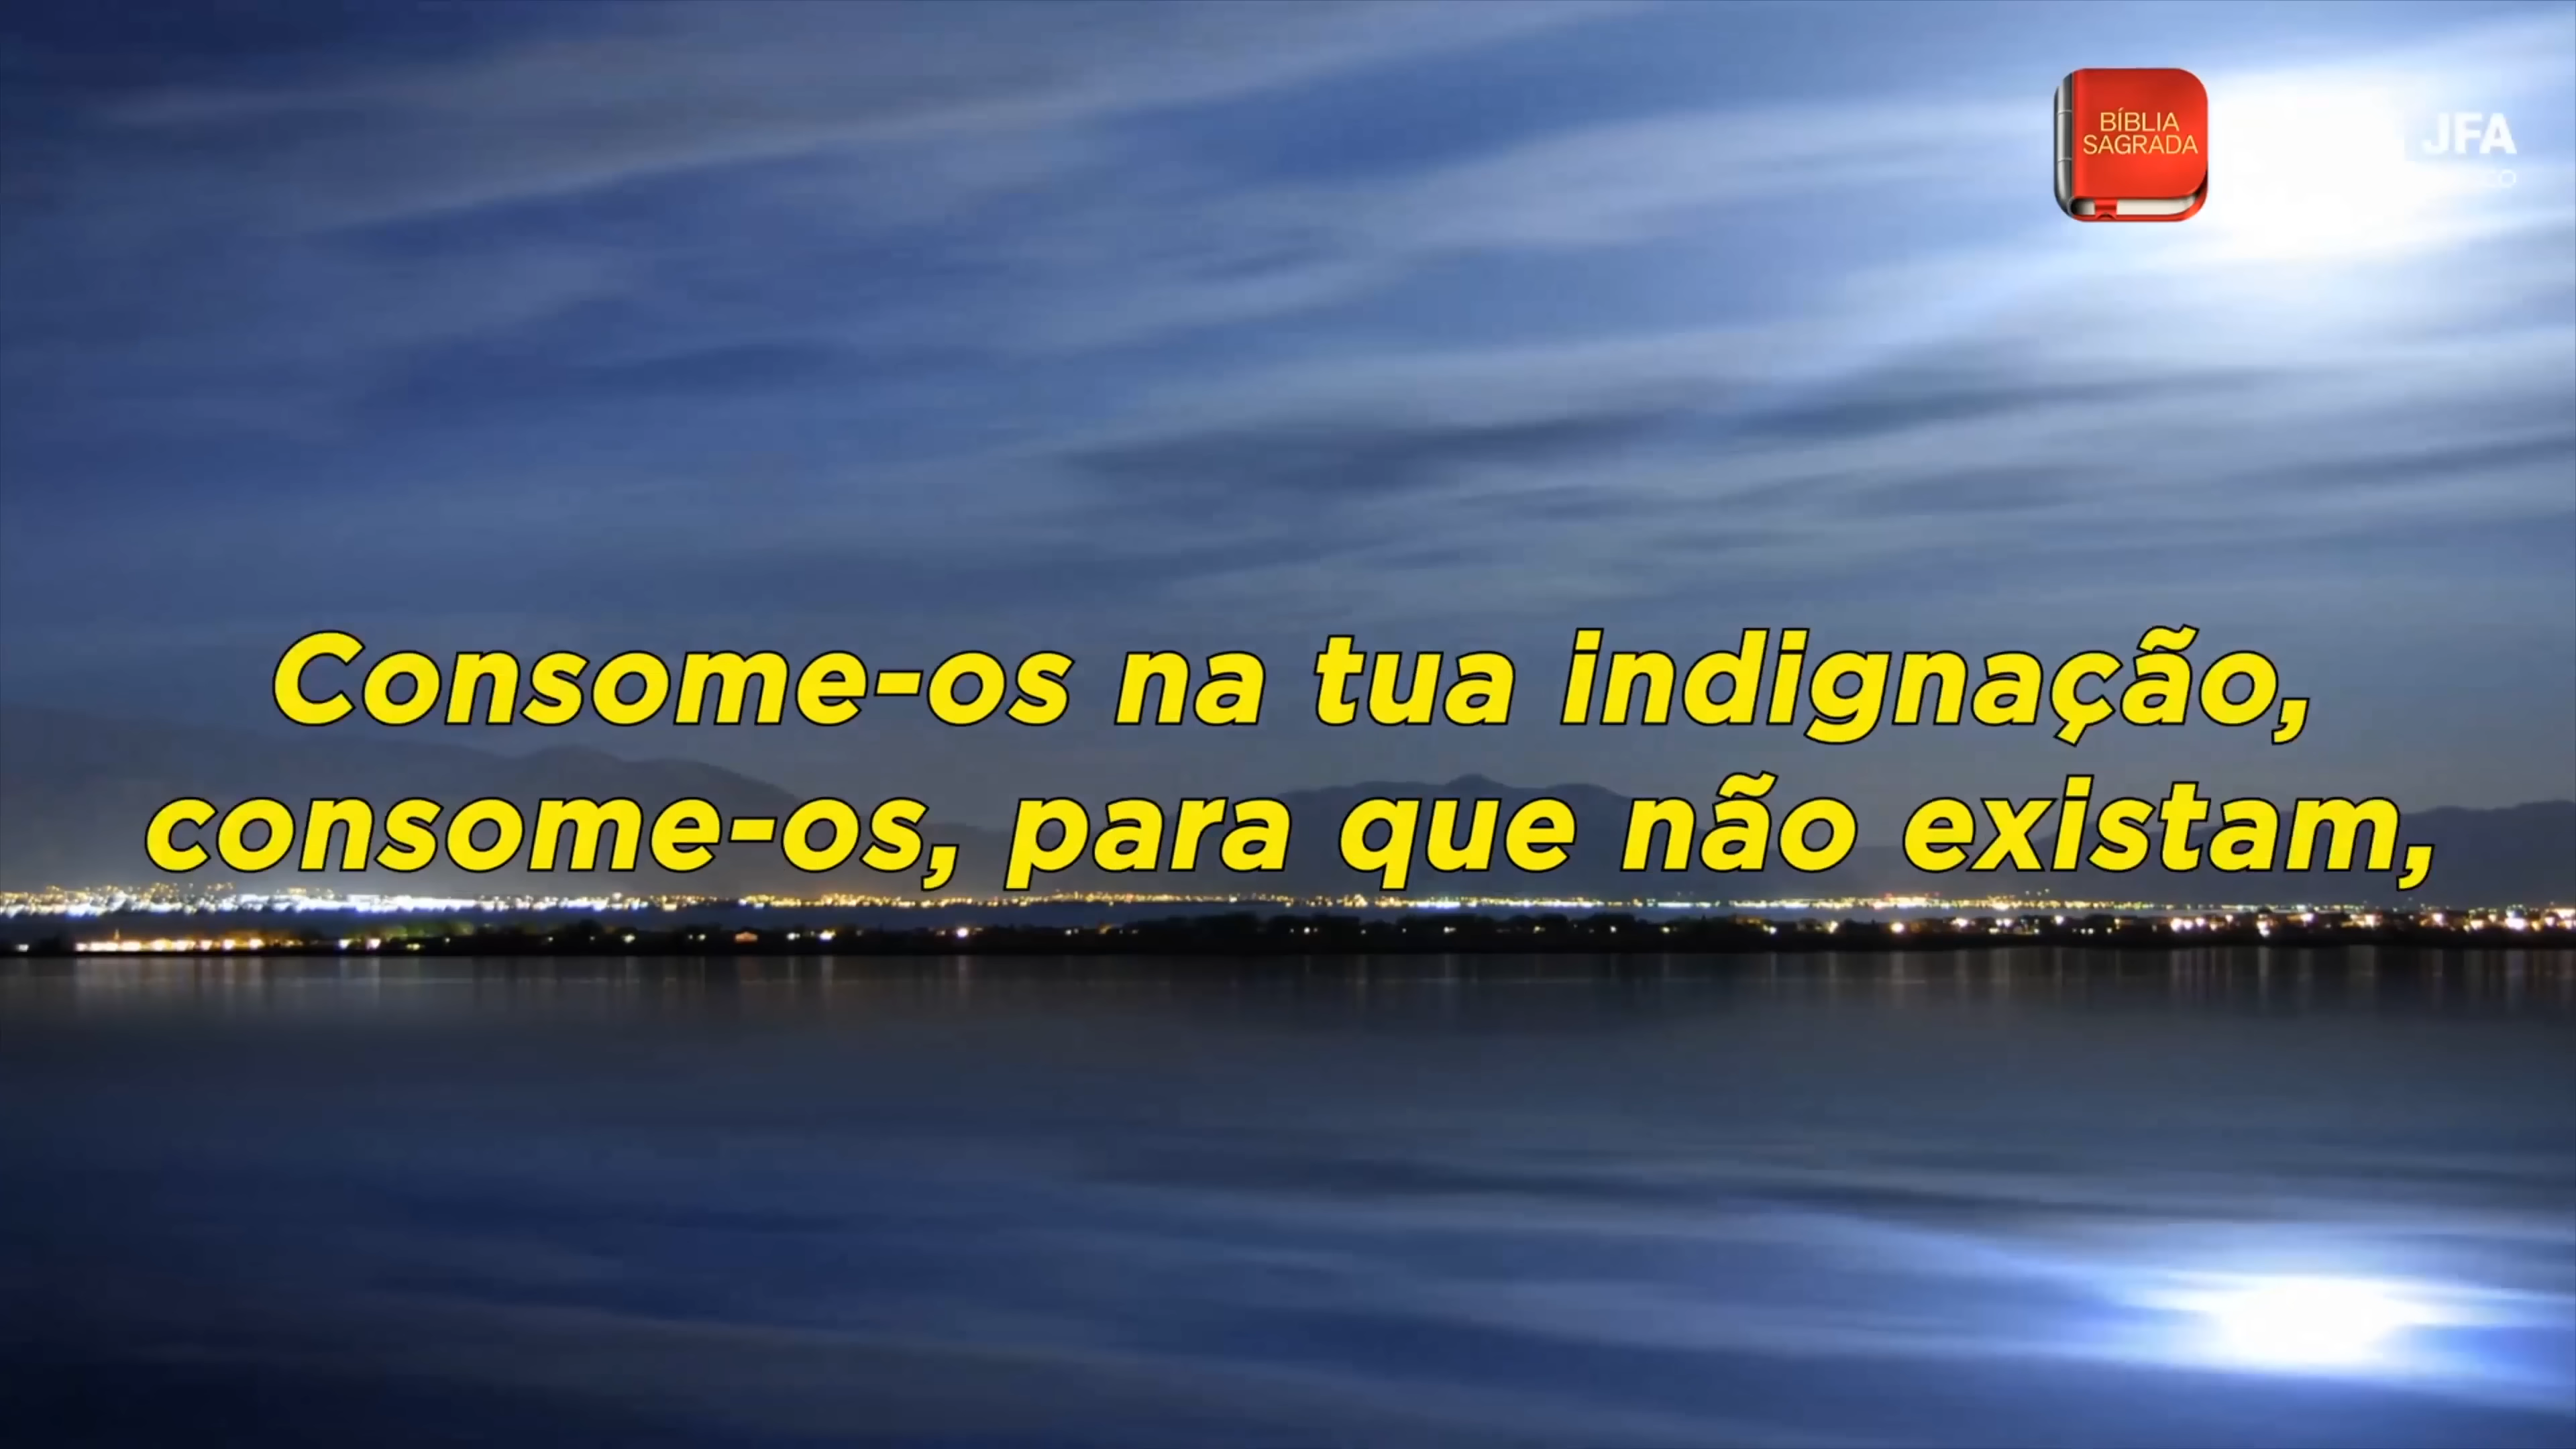 BÍBLIA
SAGRADA
JFA
Consome-os na tua indignação,
consome-os, para que não existam,